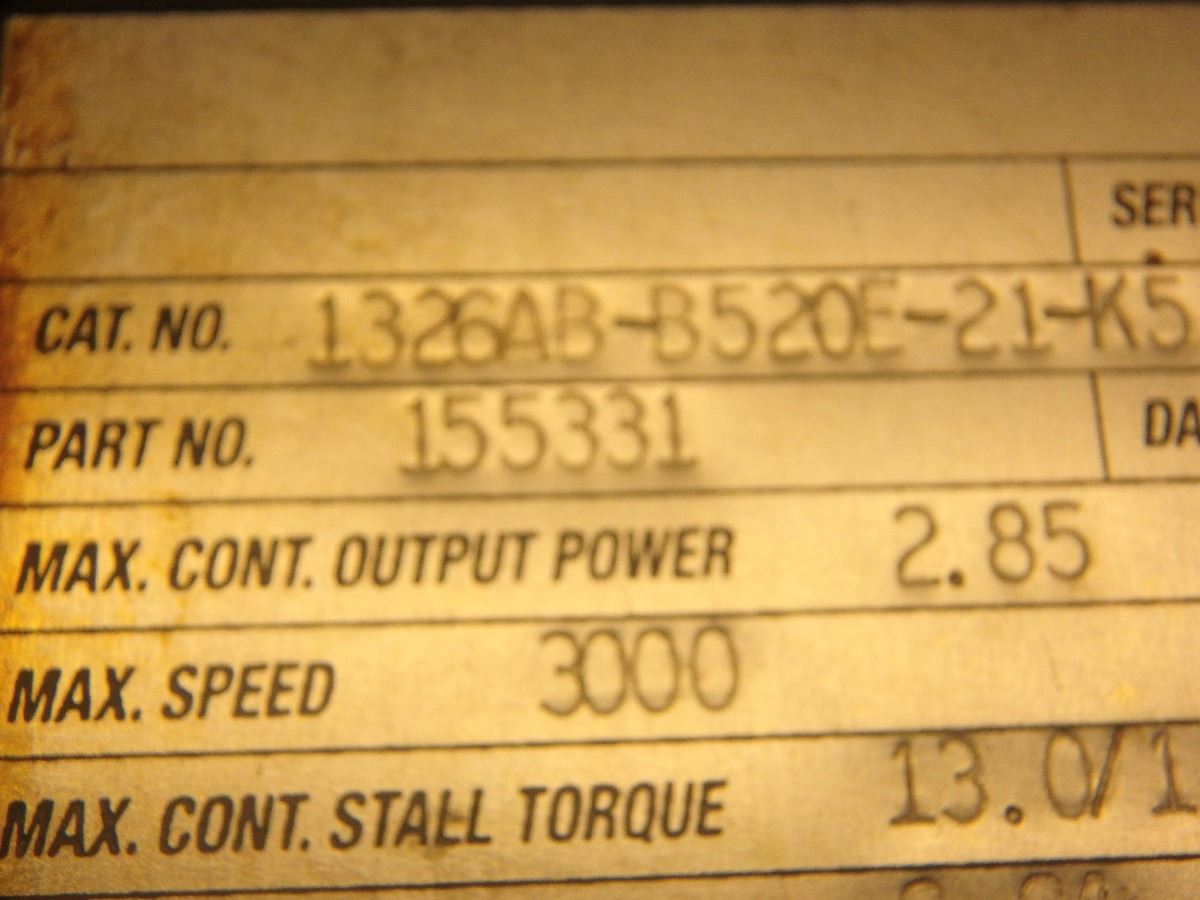 SER
CAT. NO. 1326AB-B520E-21-K5
PART NO. 155331 DA
MAX. CONT. OUTPUT POWER 2.85
MAX. SPEED 3000
MAX. CONT. STALL TORQUE 13.0/1